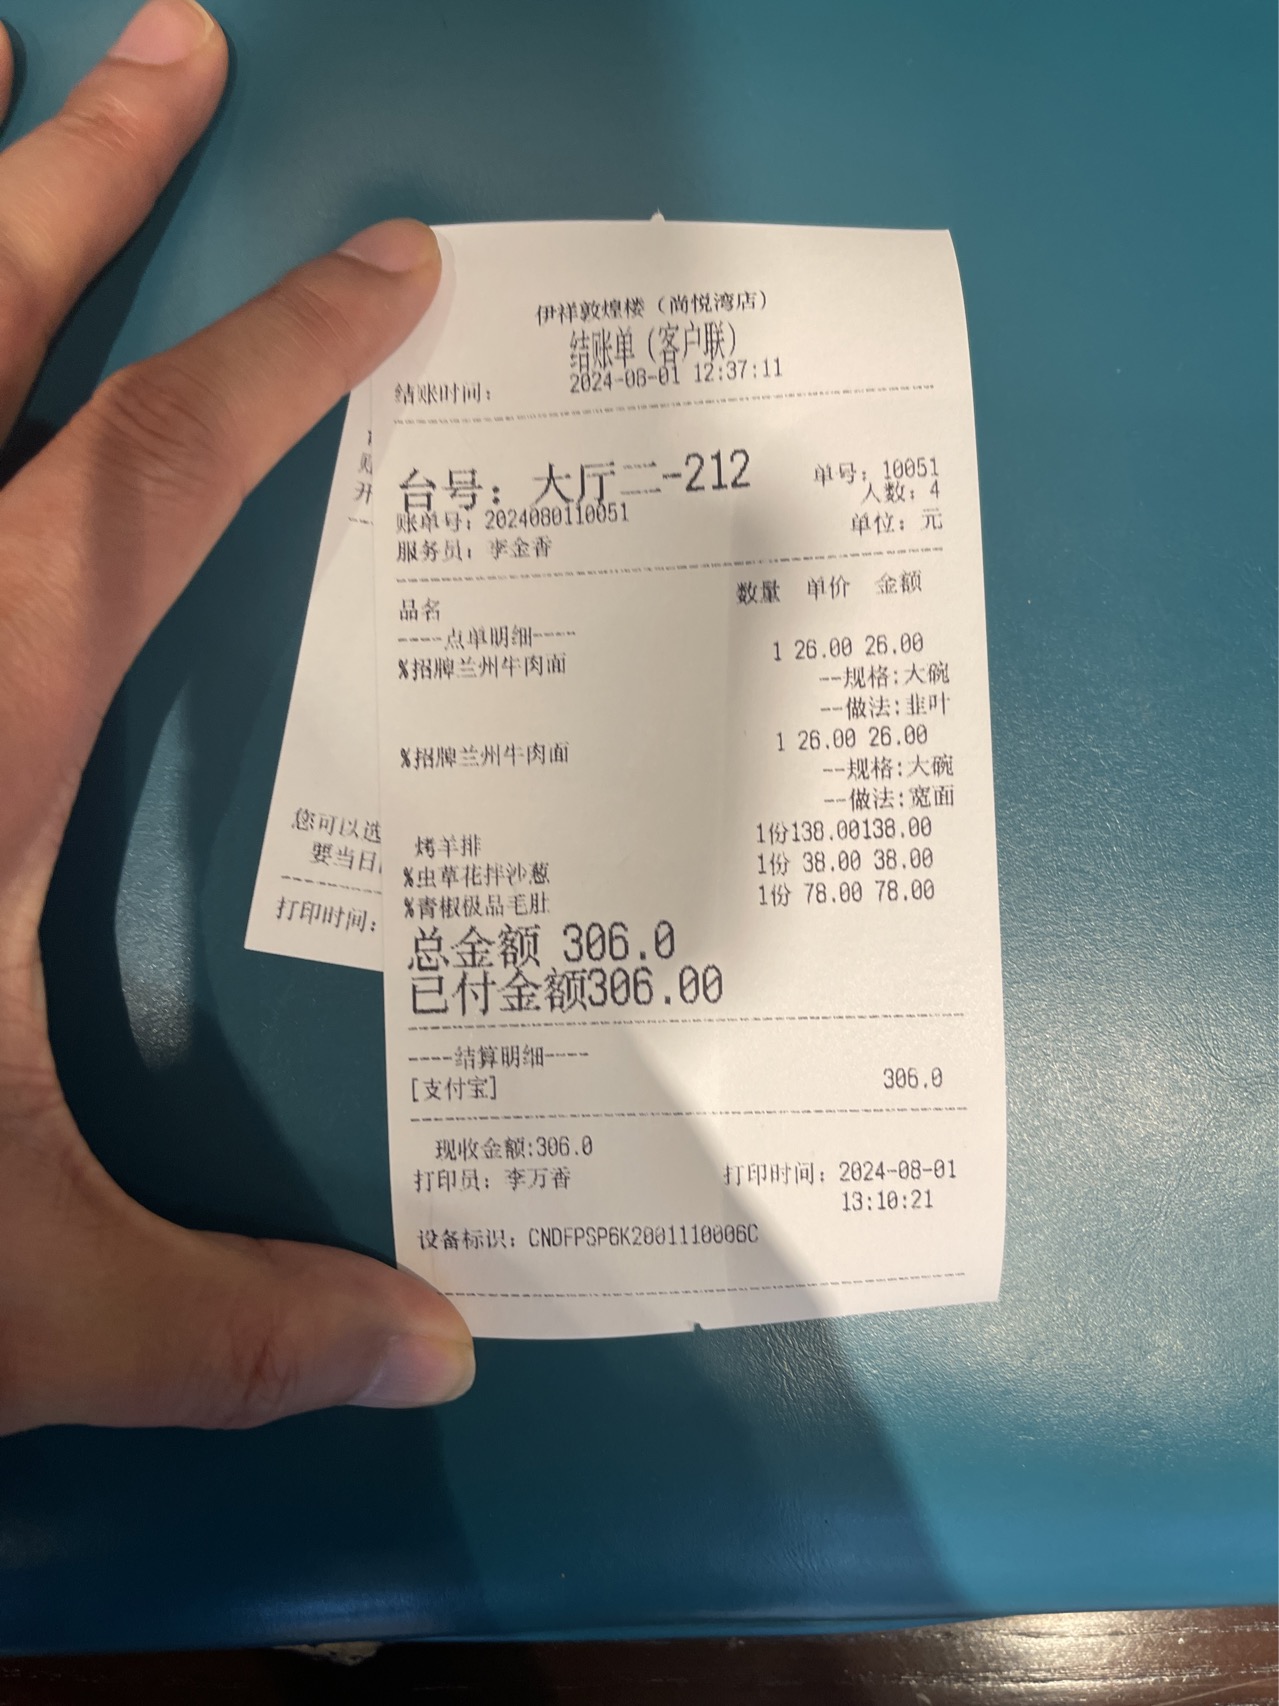 伊祥敦煌楼（尚悦湾店）
结账单（客户联）
结账时间： 2024-08-01 12:37:11
台号：大厅二-212 单号：10051
人数：4
账单号：2024080110051
单位：元
服务员：李金香
品名 数量 单价 金额
----点单明细----
%招牌兰州牛肉面 1 26.00 26.00
--规格:大碗
--做法:韭叶
%招牌兰州牛肉面 1 26.00 26.00
--规格:大碗
--做法:宽面
烤羊排 1份138.00138.00
%虫草花拌沙葱 1份 38.00 38.00
%青椒极品毛肚 1份 78.00 78.00
总金额 306.0
已付金额306.00
----结算明细----
[支付宝] 306.0
现收金额:306.0
打印员：李万香 打印时间：2024-08-01
13:10:21
设备标识：CNDFPSP6K2001110006C
开
您可以选
要当日
打印时间：